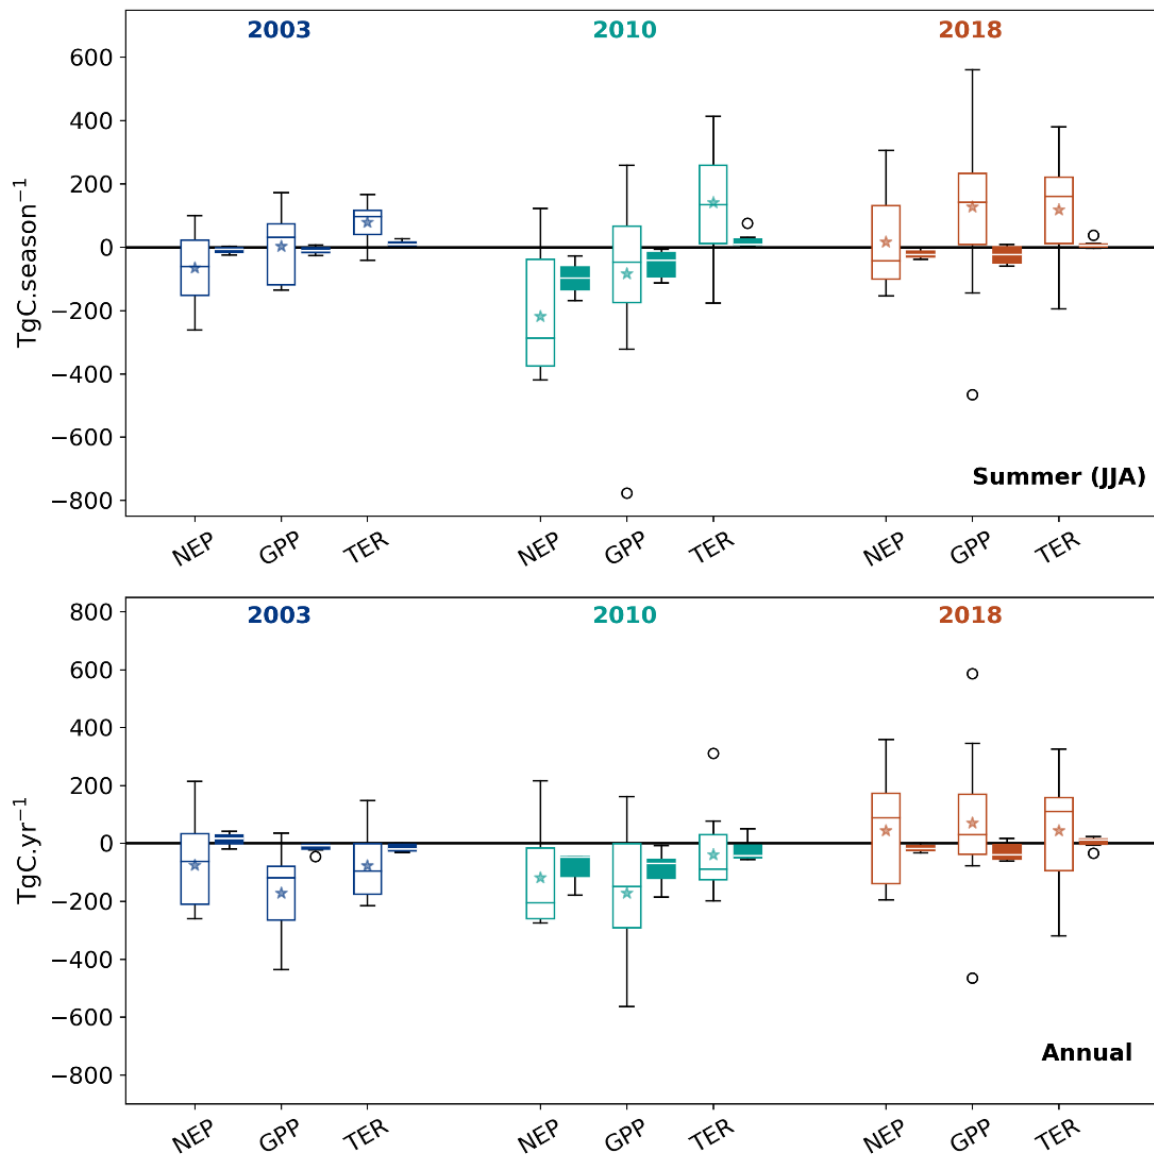 2003 2010 2018
600
400
200
0
−200
−400
−600
−800
TgC.season⁻¹
Summer (JJA)
NEP GPP TER NEP GPP TER NEP GPP TER
2003 2010 2018
800
600
400
200
0
−200
−400
−600
−800
TgC.yr⁻¹
Annual
NEP GPP TER NEP GPP TER NEP GPP TER